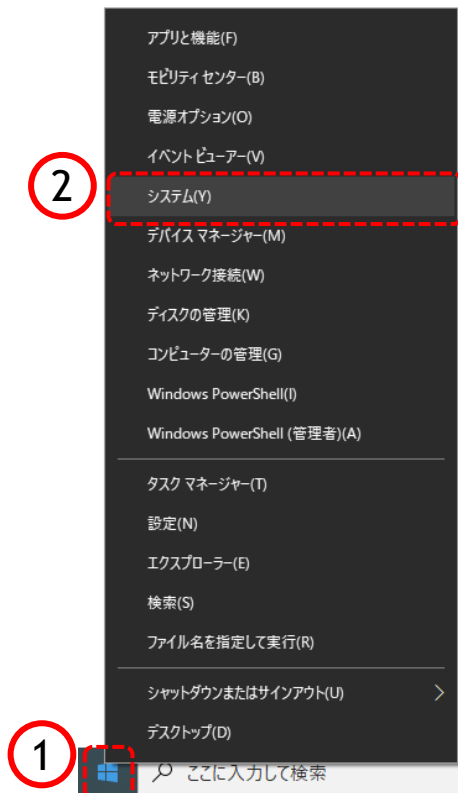 アプリと機能(F)
モビリティ センター(B)
電源オプション(O)
イベント ビューアー(V)
2
システム(Y)
デバイス マネージャー(M)
ネットワーク接続(W)
ディスクの管理(K)
コンピューターの管理(G)
Windows PowerShell(I)
Windows PowerShell (管理者)(A)
タスク マネージャー(T)
設定(N)
エクスプローラー(E)
検索(S)
ファイル名を指定して実行(R)
シャットダウンまたはサインアウト(U)
デスクトップ(D)
1
ここに入力して検索